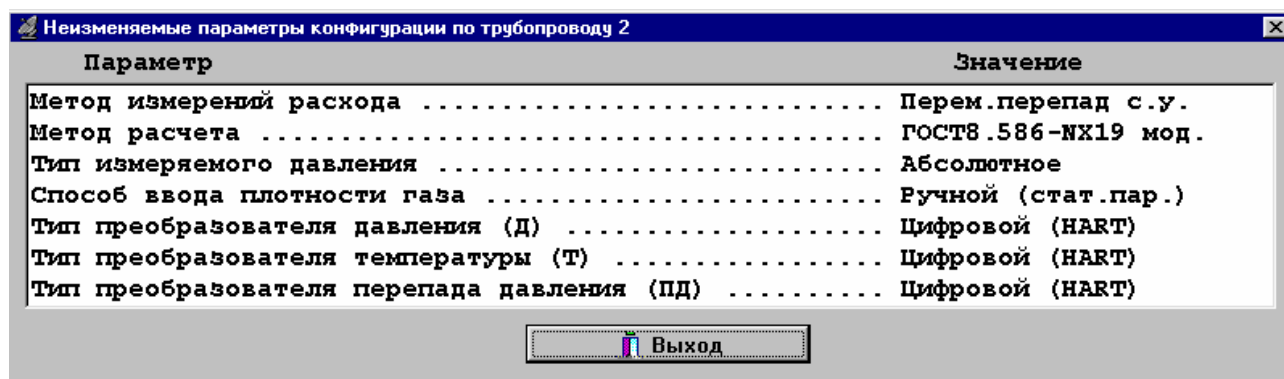 Неизменяемые параметры конфигурации по трубопроводу 2
Параметр Значение
Метод измерений расхода ............................. Перем.перепад с.у.
Метод расчета ....................................... ГОСТ8.586-NX19 мод.
Тип измеряемого давления ............................ Абсолютное
Способ ввода плотности газа ......................... Ручной (стат.пар.)
Тип преобразователя давления (Д) .................... Цифровой (HART)
Тип преобразователя температуры (Т) ................. Цифровой (HART)
Тип преобразователя перепада давления (ПД) .......... Цифровой (HART)
Выход